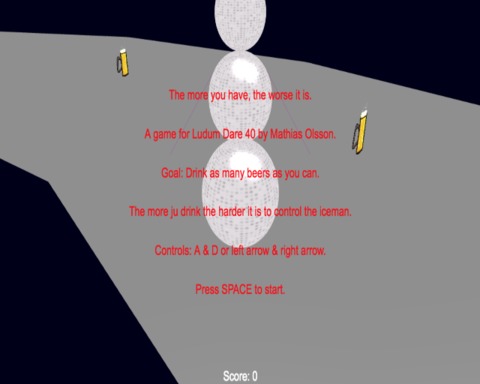 The more you have, the worse it is.
A game for Ludum Dare 40 by Mathias Olsson.
Goal: Drink as many beers as you can.
The more ju drink the harder it is to control the iceman.
Controls: A & D or left arrow & right arrow.
Press SPACE to start.
Score: 0